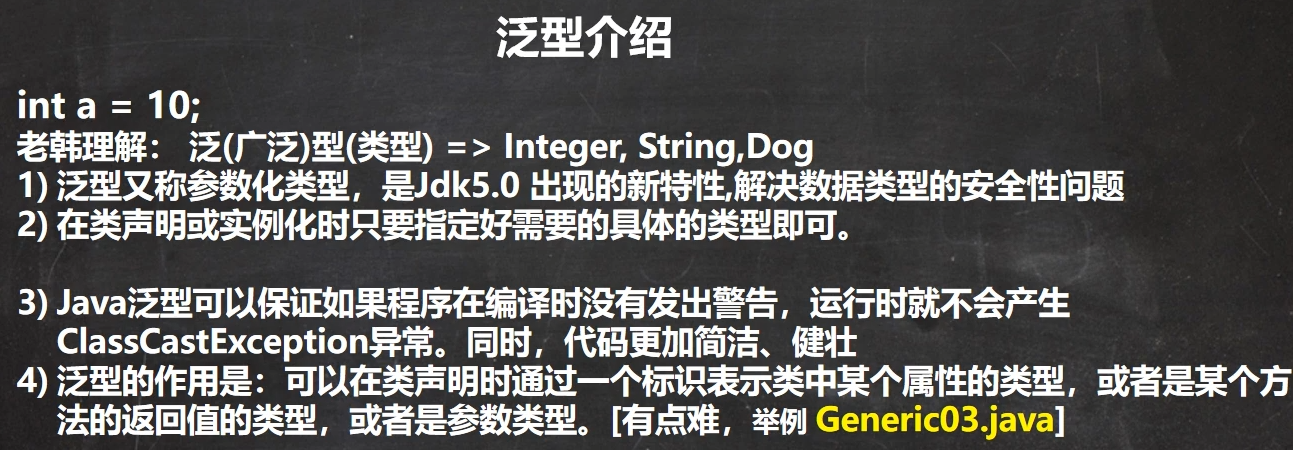 泛型介绍
int a = 10;
老韩理解： 泛(广泛)型(类型) => Integer, String,Dog
1) 泛型又称参数化类型，是Jdk5.0 出现的新特性,解决数据类型的安全性问题
2) 在类声明或实例化时只要指定好需要的具体的类型即可。
3) Java泛型可以保证如果程序在编译时没有发出警告，运行时就不会产生
ClassCastException异常。同时，代码更加简洁、健壮
4) 泛型的作用是：可以在类声明时通过一个标识表示类中某个属性的类型，或者是某个方
法的返回值的类型，或者是参数类型。[有点难，举例 Generic03.java]